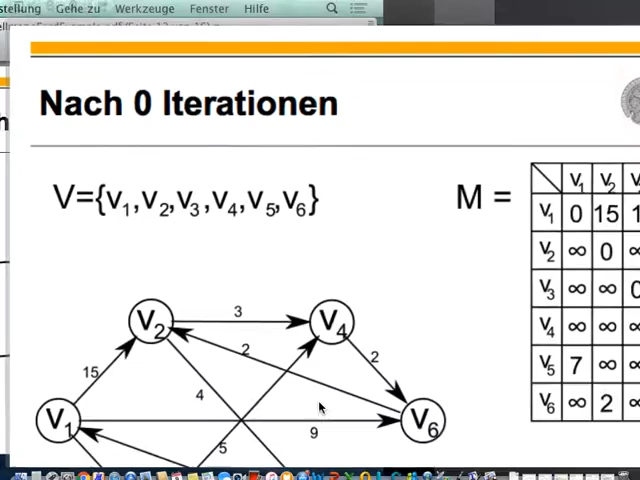 stellung Gehe zu Werkzeuge Fenster Hilfe
Nach 0 Iterationen
V={v1,v2,v3,v4,v5,v6}
M =
v1 v2
v1 0 15 1
v2 ∞ 0 ∞
v3 ∞ ∞ 0
v4 ∞ ∞ ∞
v5 7 ∞ ∞
v6 ∞ 2 ∞
V2 3 V4
2
2
15
4
V1 9 V6
5